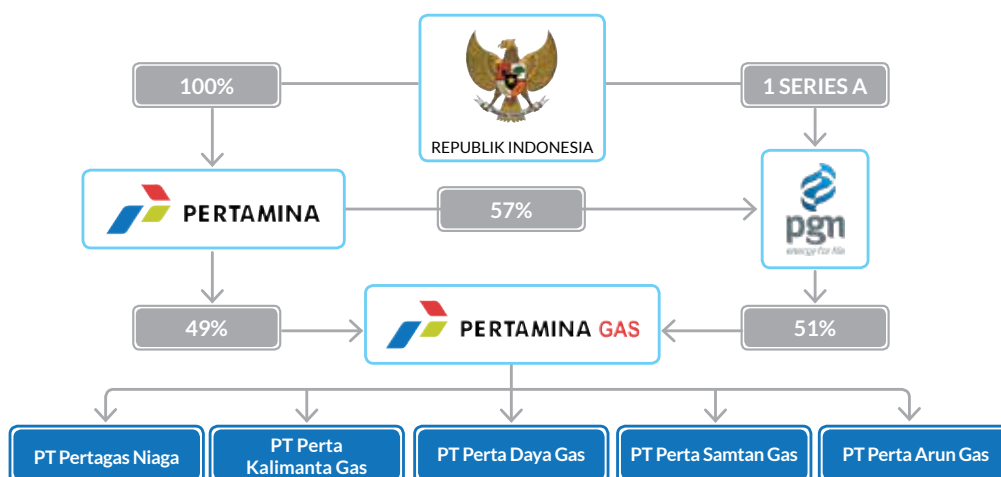 100%
1 SERIES A
REPUBLIK INDONESIA
PERTAMINA
57%
pgn
energy for life
49%
PERTAMINA GAS
51%
PT Pertagas Niaga
PT Perta
Kalimanta Gas
PT Perta Daya Gas
PT Perta Samtan Gas
PT Perta Arun Gas